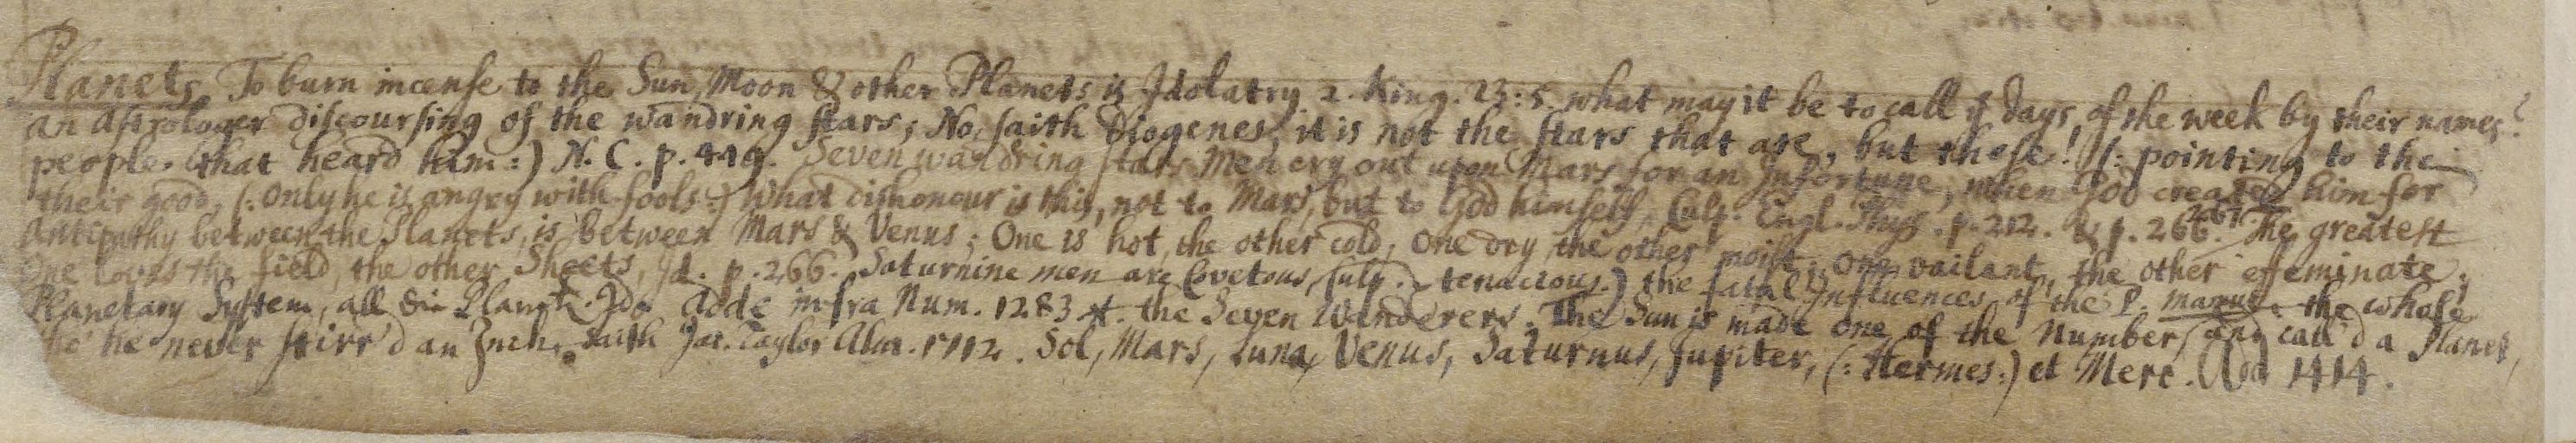 Planets, To burn incense to the Sun, Moon & other Planets is Idolatry. 2. King. 23:5. what may it be to call ye days, of the week by their names?
an Astrologer discoursing of the wandring stars; No, saith Diogenes, it is not the stars that are, but those! (: pointing to the
people that heard him:) N. C. p. 449. Seven wandring stars Men cry out upon Mars for an Infortune, when God created him for
their good, (: Only he is angry with fools:) What dishonour is this, not to Mars, but to God himself, Culp. Engl. Phys. p. 212. & p. 266. 267. The greatest
Antipathy between the Planets, is between Mars & Venus; One is hot, the other cold; One dry, the other moist; One vailant, the other effeminate;
One loves the field, the other Sheets, Id. p. 266. Saturnine men are Covetous, (ulp. tenacious.) the fatal Influences of the P. the whole
Planetary System, all Adde infra Num. 1283 the Seven Wanderers. The Sun is made One of the Number, and call'd a Planet,
tho' he never stirr'd an Inch, saith Jac. Taylor Alm. 1712. Sol, Mars, Luna, Venus, Saturnus, Jupiter, (: Hermes:) et Merc. Add 1414.